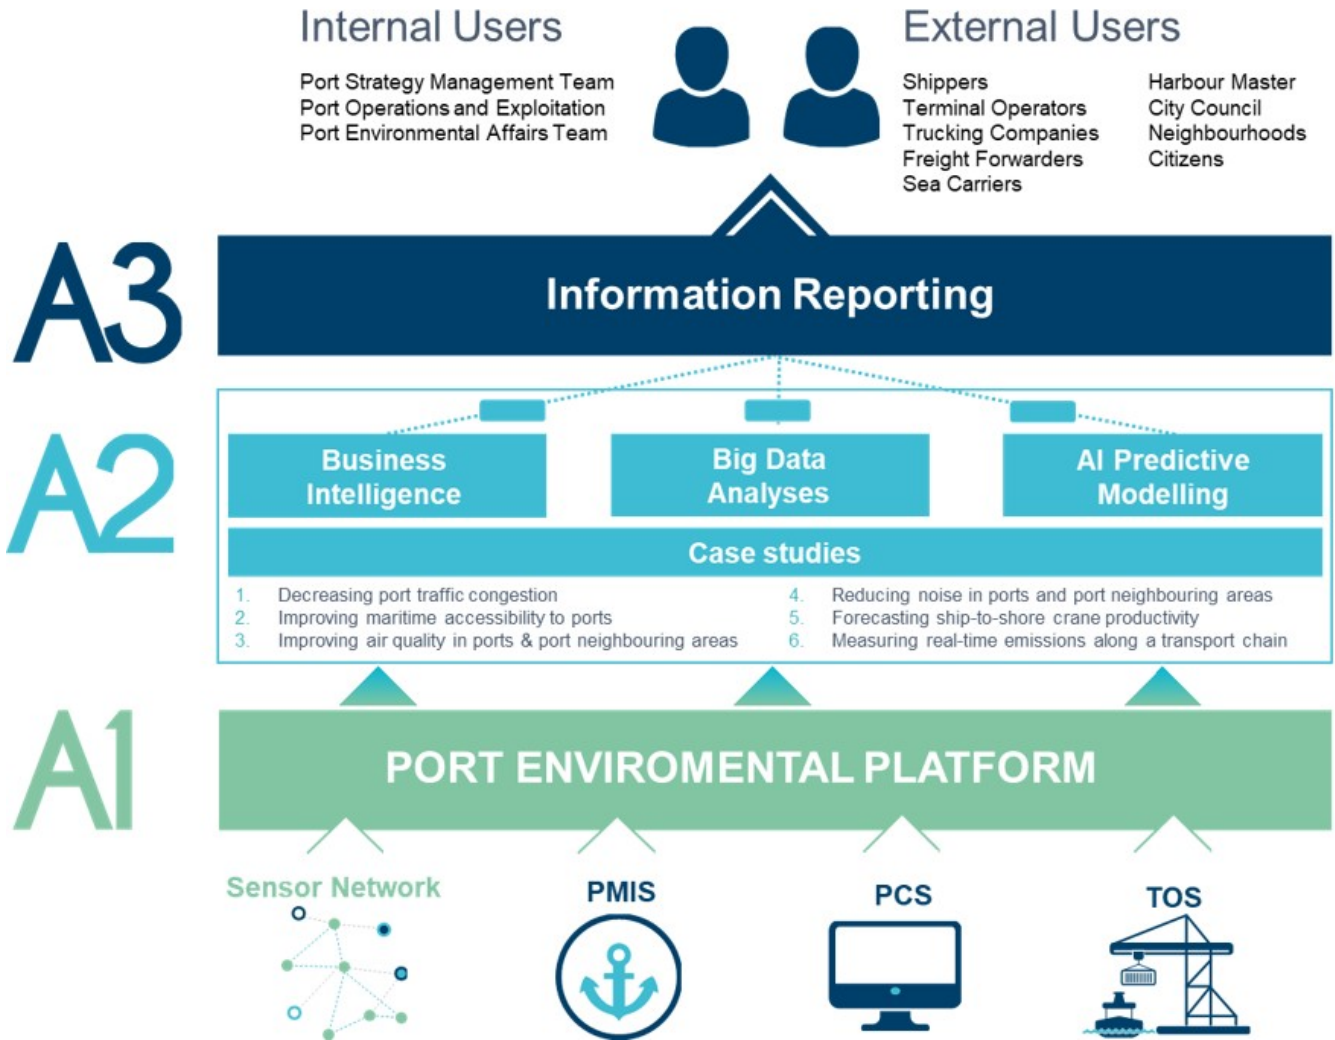 Internal Users
Port Strategy Management Team
Port Operations and Exploitation
Port Environmental Affairs Team
External Users
Shippers
Terminal Operators
Trucking Companies
Freight Forwarders
Sea Carriers
Harbour Master
City Council
Neighbourhoods
Citizens
A3
Information Reporting
A2
Business
Intelligence
Big Data
Analyses
AI Predictive
Modelling
Case studies
1. Decreasing port traffic congestion
2. Improving maritime accessibility to ports
3. Improving air quality in ports & port neighbouring areas
4. Reducing noise in ports and port neighbouring areas
5. Forecasting ship-to-shore crane productivity
6. Measuring real-time emissions along a transport chain
A1
PORT ENVIROMENTAL PLATFORM
Sensor Network
PMIS
PCS
TOS